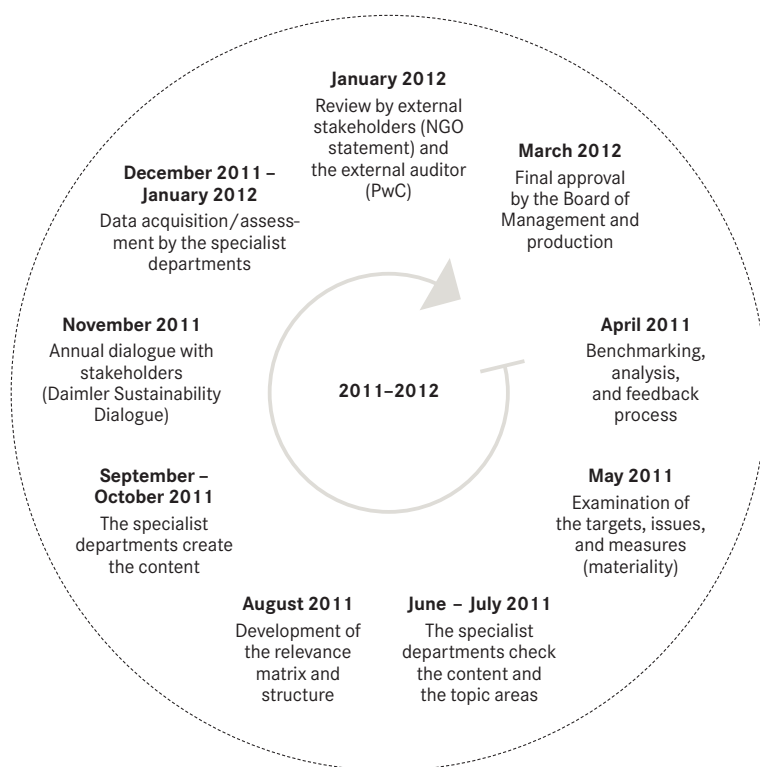 January 2012
Review by external
stakeholders (NGO
statement) and
the external auditor
(PwC)
March 2012
Final approval
by the Board of
Management and
production
April 2011
Benchmarking,
analysis,
and feedback
process
May 2011
Examination of
the targets, issues,
and measures
(materiality)
June – July 2011
The specialist
departments check
the content and
the topic areas
August 2011
Development of
the relevance
matrix and
structure
September –
October 2011
The specialist
departments create
the content
November 2011
Annual dialogue with
stakeholders
(Daimler Sustainability
Dialogue)
December 2011 –
January 2012
Data acquisition/assess-
ment by the specialist
departments
2011–2012